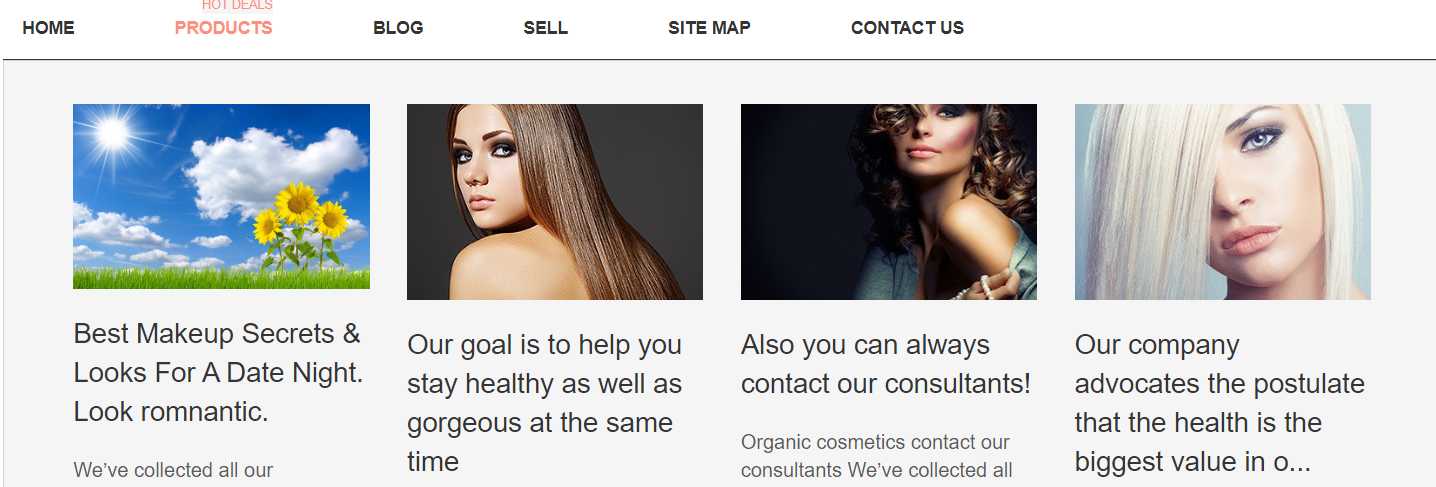 HOT DEALS
HOME PRODUCTS BLOG SELL SITE MAP CONTACT US
Best Makeup Secrets &
Looks For A Date Night.
Look romnantic.
We’ve collected all our
Our goal is to help you
stay healthy as well as
gorgeous at the same
time
Also you can always
contact our consultants!
Organic cosmetics contact our
consultants We’ve collected all
Our company
advocates the postulate
that the health is the
biggest value in o...